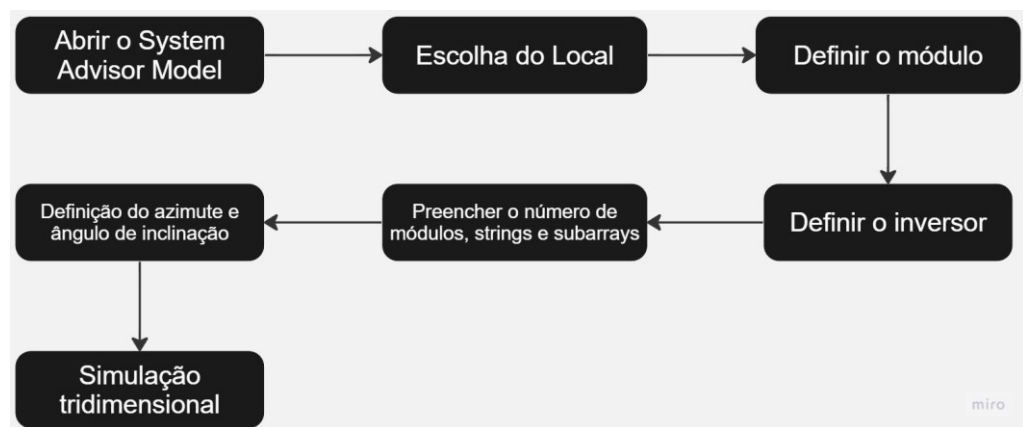 Abrir o System
Advisor Model
Escolha do Local
Definir o módulo
Definir o inversor
Preencher o número de
módulos, strings e subarrays
Definição do azimute e
ângulo de inclinação
Simulação
tridimensional
miro